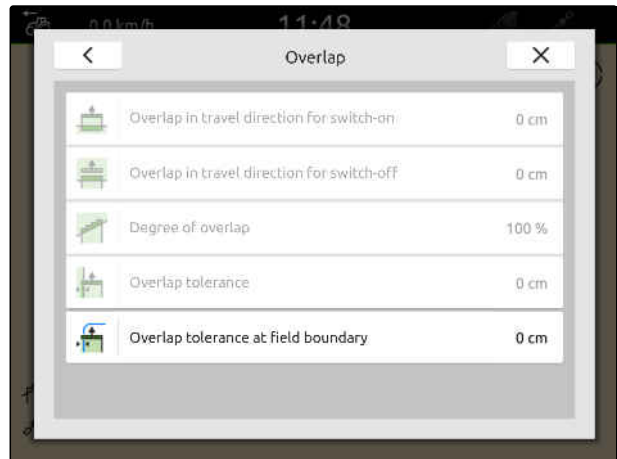 0.0 km/h
11:48
Overlap
Overlap in travel direction for switch-on
0 cm
Overlap in travel direction for switch-off
0 cm
Degree of overlap
100 %
Overlap tolerance
0 cm
Overlap tolerance at field boundary
0 cm